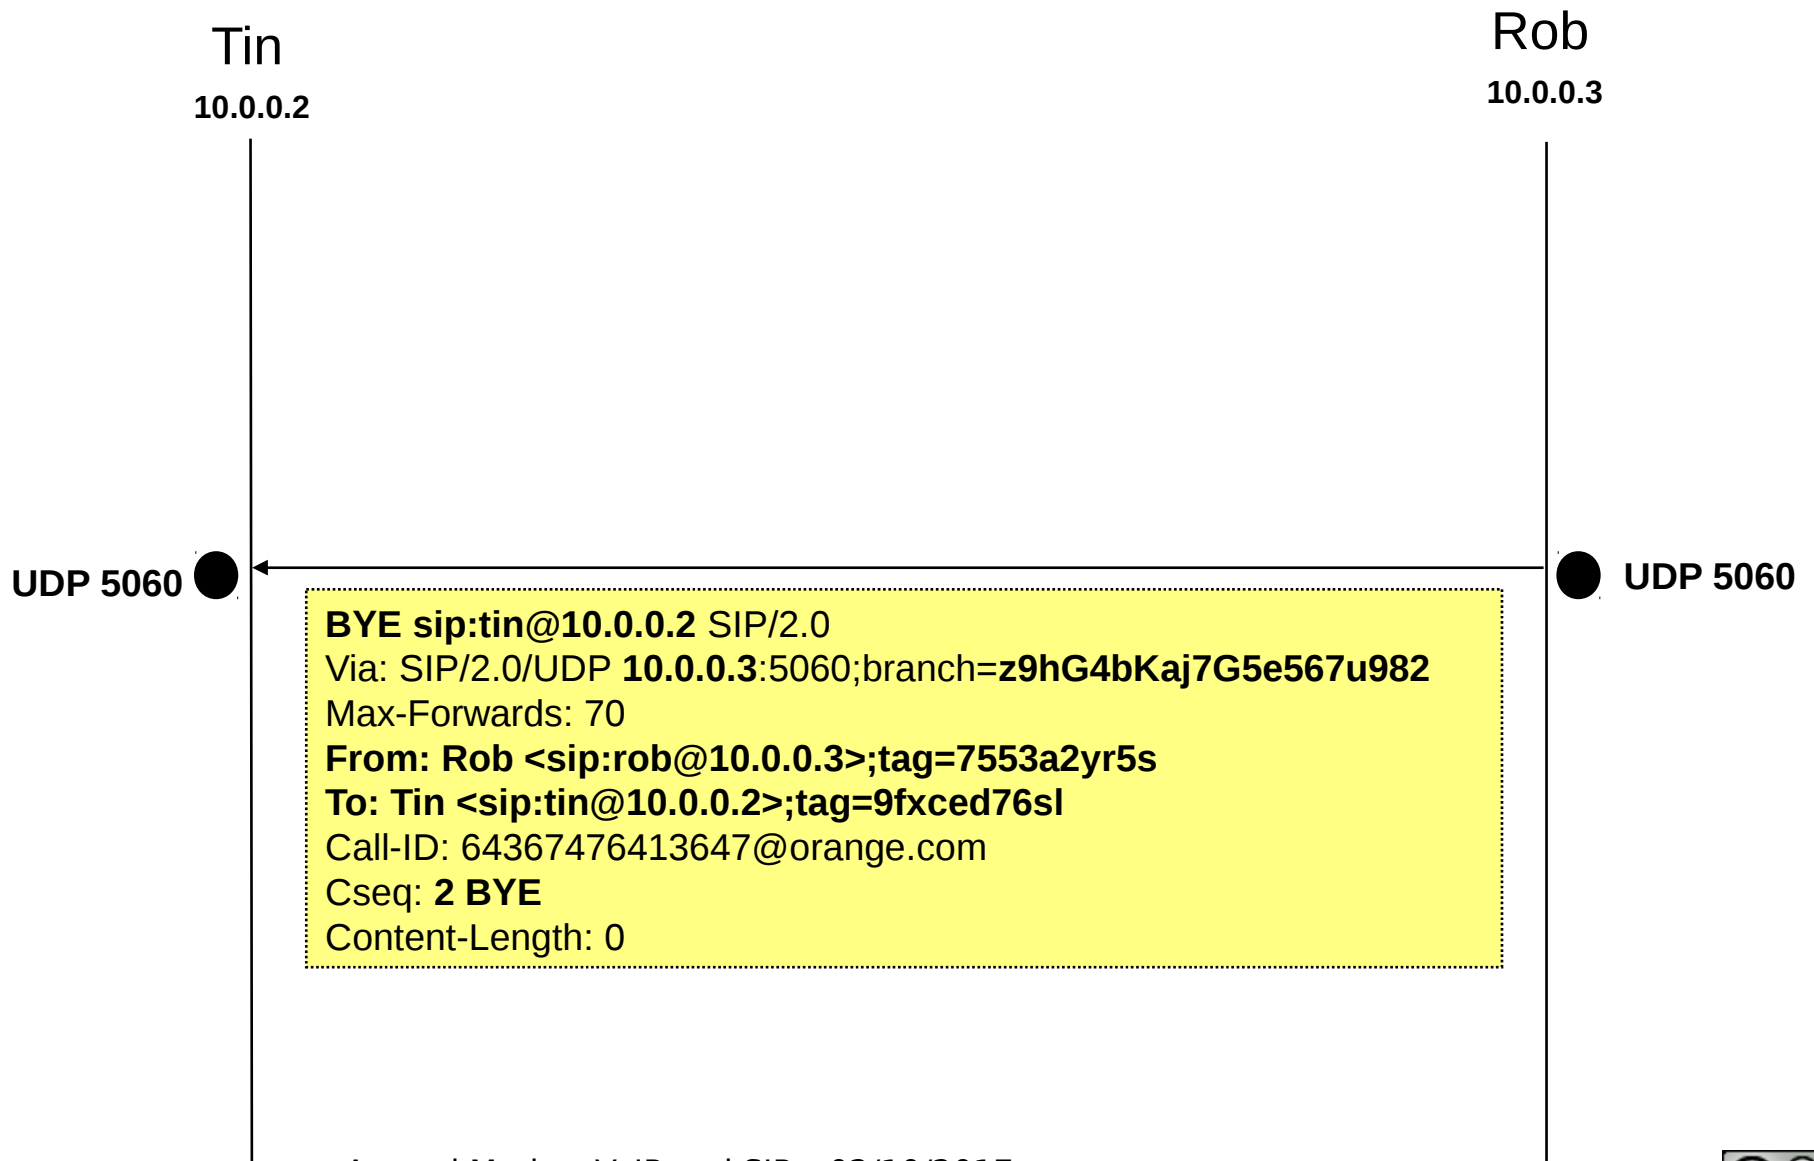 Tin
Rob
10.0.0.2
10.0.0.3
UDP 5060
UDP 5060
BYE sip:tin@10.0.0.2 SIP/2.0
Via: SIP/2.0/UDP 10.0.0.3:5060;branch=z9hG4bKaj7G5e567u982
Max-Forwards: 70
From: Rob <sip:rob@10.0.0.3>;tag=7553a2yr5s
To: Tin <sip:tin@10.0.0.2>;tag=9fxced76sl
Call-ID: 64367476413647@orange.com
Cseq: 2 BYE
Content-Length: 0